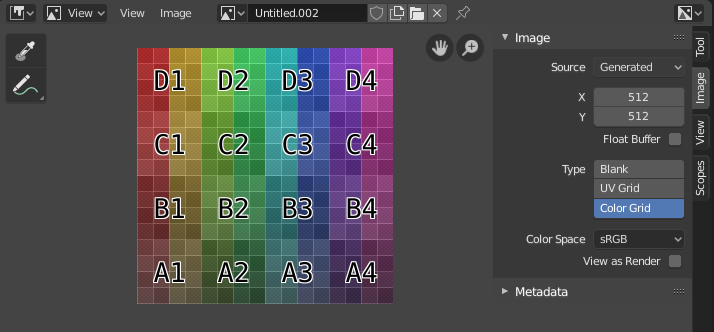 View View Image Untitled.002
D1 D2 D3 D4
C1 C2 C3 C4
B1 B2 B3 B4
A1 A2 A3 A4
Image
Source Generated
X 512
Y 512
Float Buffer
Type Blank
UV Grid
Color Grid
Color Space sRGB
View as Render
Metadata
Tool
Image
View
Scopes